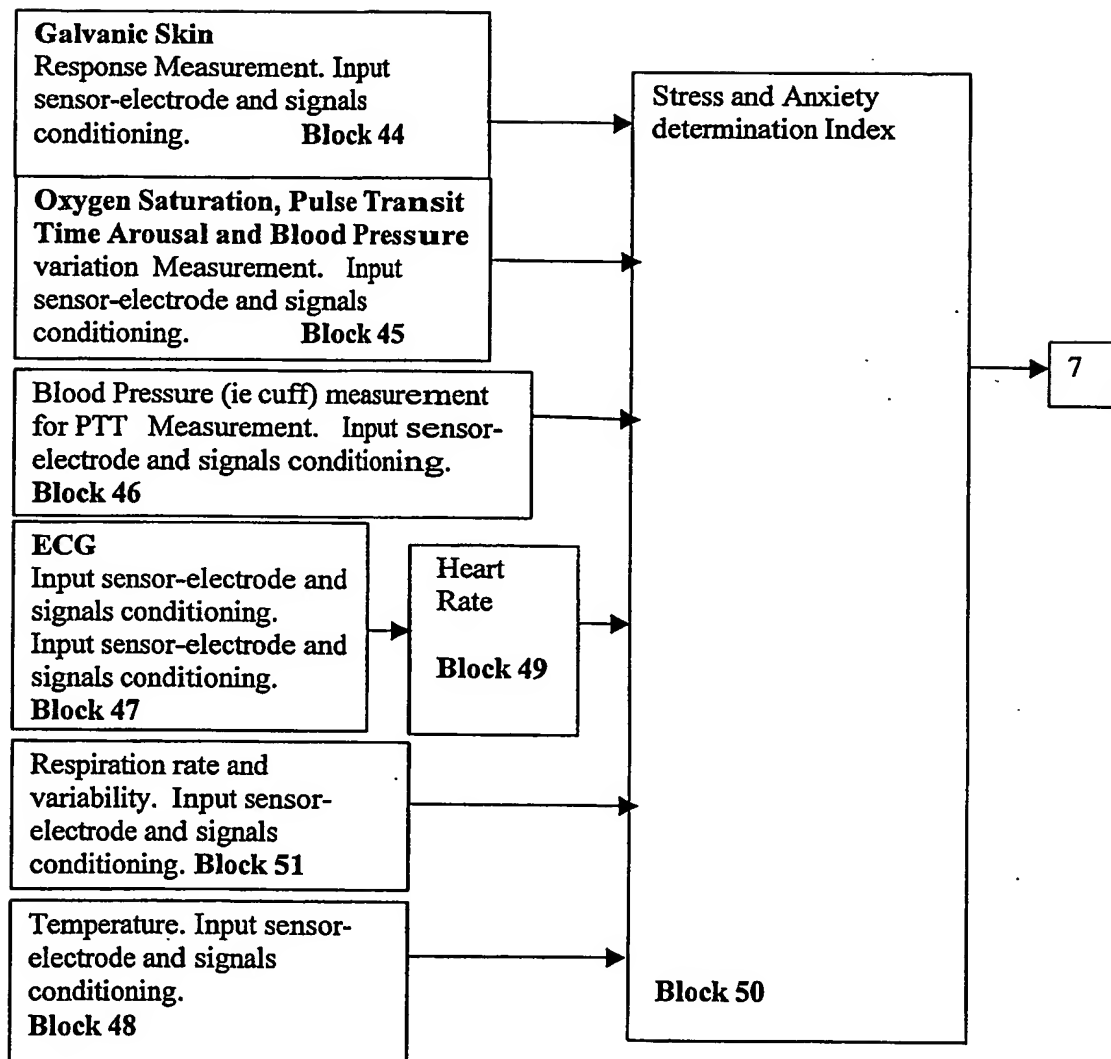 Galvanic Skin
Response Measurement. Input
sensor-electrode and signals
conditioning. Block 44
Oxygen Saturation, Pulse Transit
Time Arousal and Blood Pressure
variation Measurement. Input
sensor-electrode and signals
conditioning. Block 45
Blood Pressure (ie cuff) measurement
for PTT Measurement. Input sensor-
electrode and signals conditioning.
Block 46
ECG
Input sensor-electrode and
signals conditioning.
Input sensor-electrode and
signals conditioning.
Block 47
Heart
Rate
Block 49
Respiration rate and
variability. Input sensor-
electrode and signals
conditioning. Block 51
Temperature. Input sensor-
electrode and signals
conditioning.
Block 48
Stress and Anxiety
determination Index
Block 50
7